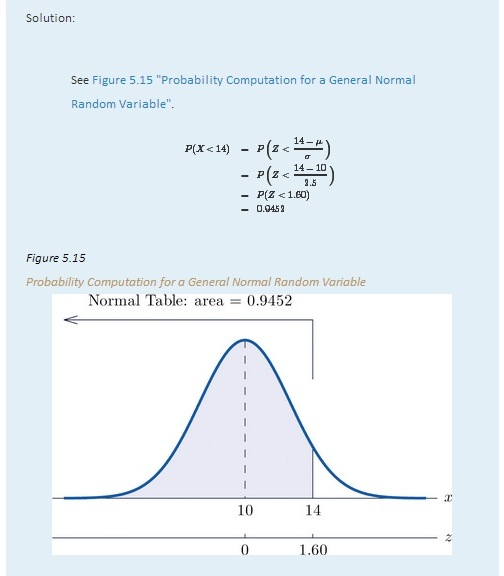 Solution:
See Figure 5.15 "Probability Computation for a General Normal
Random Variable".
P(X < 14) = P(Z < (14 − μ)/σ)
= P(Z < (14 − 10)/2.5)
= P(Z < 1.60)
= 0.9452
Figure 5.15
Probability Computation for a General Normal Random Variable
Normal Table: area = 0.9452
x
10 14
z
0 1.60